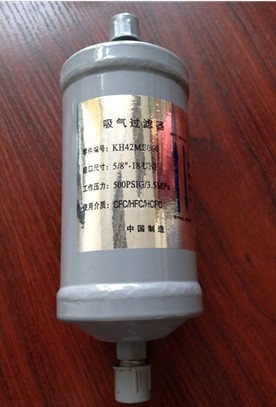 吸气过滤器
零件编号: KH42ME060
接口尺寸: 5/8"-18 UNF
工作压力: 500PSIG/3.5MPa
使用介质: CFC/HFC/HCFC
中国制造